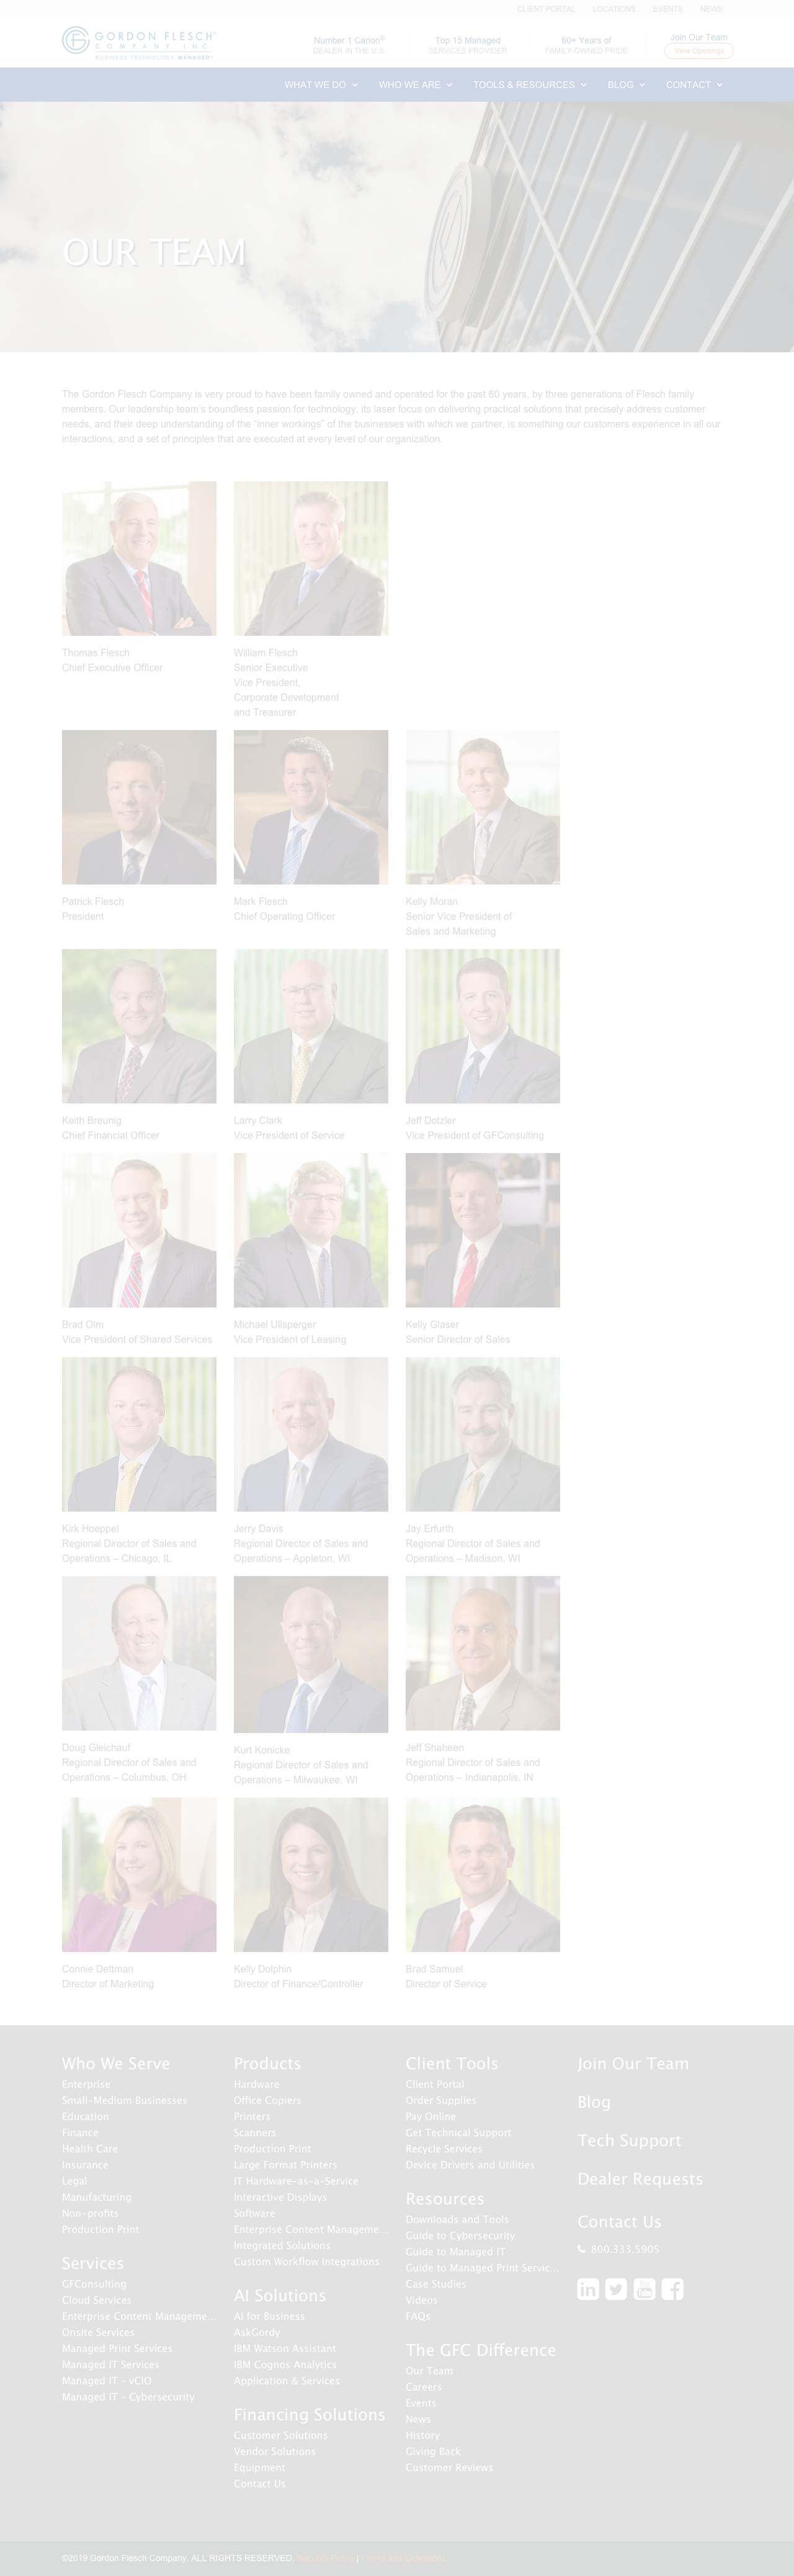 CLIENT PORTAL LOCATIONS EVENTS NEWS
GORDON FLESCH™
COMPANY, INC.
BUSINESS TECHNOLOGY MANAGED®
Number 1 Canon®
DEALER IN THE U.S.
Top 15 Managed
SERVICES PROVIDER
60+ Years of
FAMILY-OWNED PRIDE
Join Our Team
View Openings
WHAT WE DO WHO WE ARE TOOLS & RESOURCES BLOG CONTACT
OUR TEAM
The Gordon Flesch Company is very proud to have been family owned and operated for the past 60 years, by three generations of Flesch family
members. Our leadership team's boundless passion for technology, its laser focus on delivering practical solutions that precisely address customer
needs, and their deep understanding of the "inner workings" of the businesses with which we partner, is something our customers experience in all our
interactions, and a set of principles that are executed at every level of our organization.
Thomas Flesch
Chief Executive Officer
William Flesch
Senior Executive
Vice President,
Corporate Development
and Treasurer
Patrick Flesch
President
Mark Flesch
Chief Operating Officer
Kelly Moran
Senior Vice President of
Sales and Marketing
Keith Breunig
Chief Financial Officer
Larry Clark
Vice President of Service
Jeff Dotzler
Vice President of GFConsulting
Brad Olm
Vice President of Shared Services
Michael Ullsperger
Vice President of Leasing
Kelly Glaser
Senior Director of Sales
Kirk Hoeppel
Regional Director of Sales and
Operations – Chicago, IL
Jerry Davis
Regional Director of Sales and
Operations – Appleton, WI
Jay Erfurth
Regional Director of Sales and
Operations – Madison, WI
Doug Gleichauf
Regional Director of Sales and
Operations – Columbus, OH
Kurt Konicke
Regional Director of Sales and
Operations – Milwaukee, WI
Jeff Shaheen
Regional Director of Sales and
Operations – Indianapolis, IN
Connie Dettman
Director of Marketing
Kelly Dolphin
Director of Finance/Controller
Brad Samuel
Director of Service
Who We Serve
Enterprise
Small-Medium Businesses
Education
Finance
Health Care
Insurance
Legal
Manufacturing
Non-profits
Production Print
Services
GFConsulting
Cloud Services
Enterprise Content Manageme...
Onsite Services
Managed Print Services
Managed IT Services
Managed IT - vCIO
Managed IT - Cybersecurity
Products
Hardware
Office Copiers
Printers
Scanners
Production Print
Large Format Printers
IT Hardware-as-a-Service
Interactive Displays
Software
Enterprise Content Manageme...
Integrated Solutions
Custom Workflow Integrations
AI Solutions
AI for Business
AskGordy
IBM Watson Assistant
IBM Cognos Analytics
Application & Services
Financing Solutions
Customer Solutions
Vendor Solutions
Equipment
Contact Us
Client Tools
Client Portal
Order Supplies
Pay Online
Get Technical Support
Recycle Services
Device Drivers and Utilities
Resources
Downloads and Tools
Guide to Cybersecurity
Guide to Managed IT
Guide to Managed Print Servic...
Case Studies
Videos
FAQs
The GFC Difference
Our Team
Careers
Events
News
History
Giving Back
Customer Reviews
Join Our Team
Blog
Tech Support
Dealer Requests
Contact Us
800.333.5905
©2019 Gordon Flesch Company. ALL RIGHTS RESERVED. Security Policy | Terms and Conditions